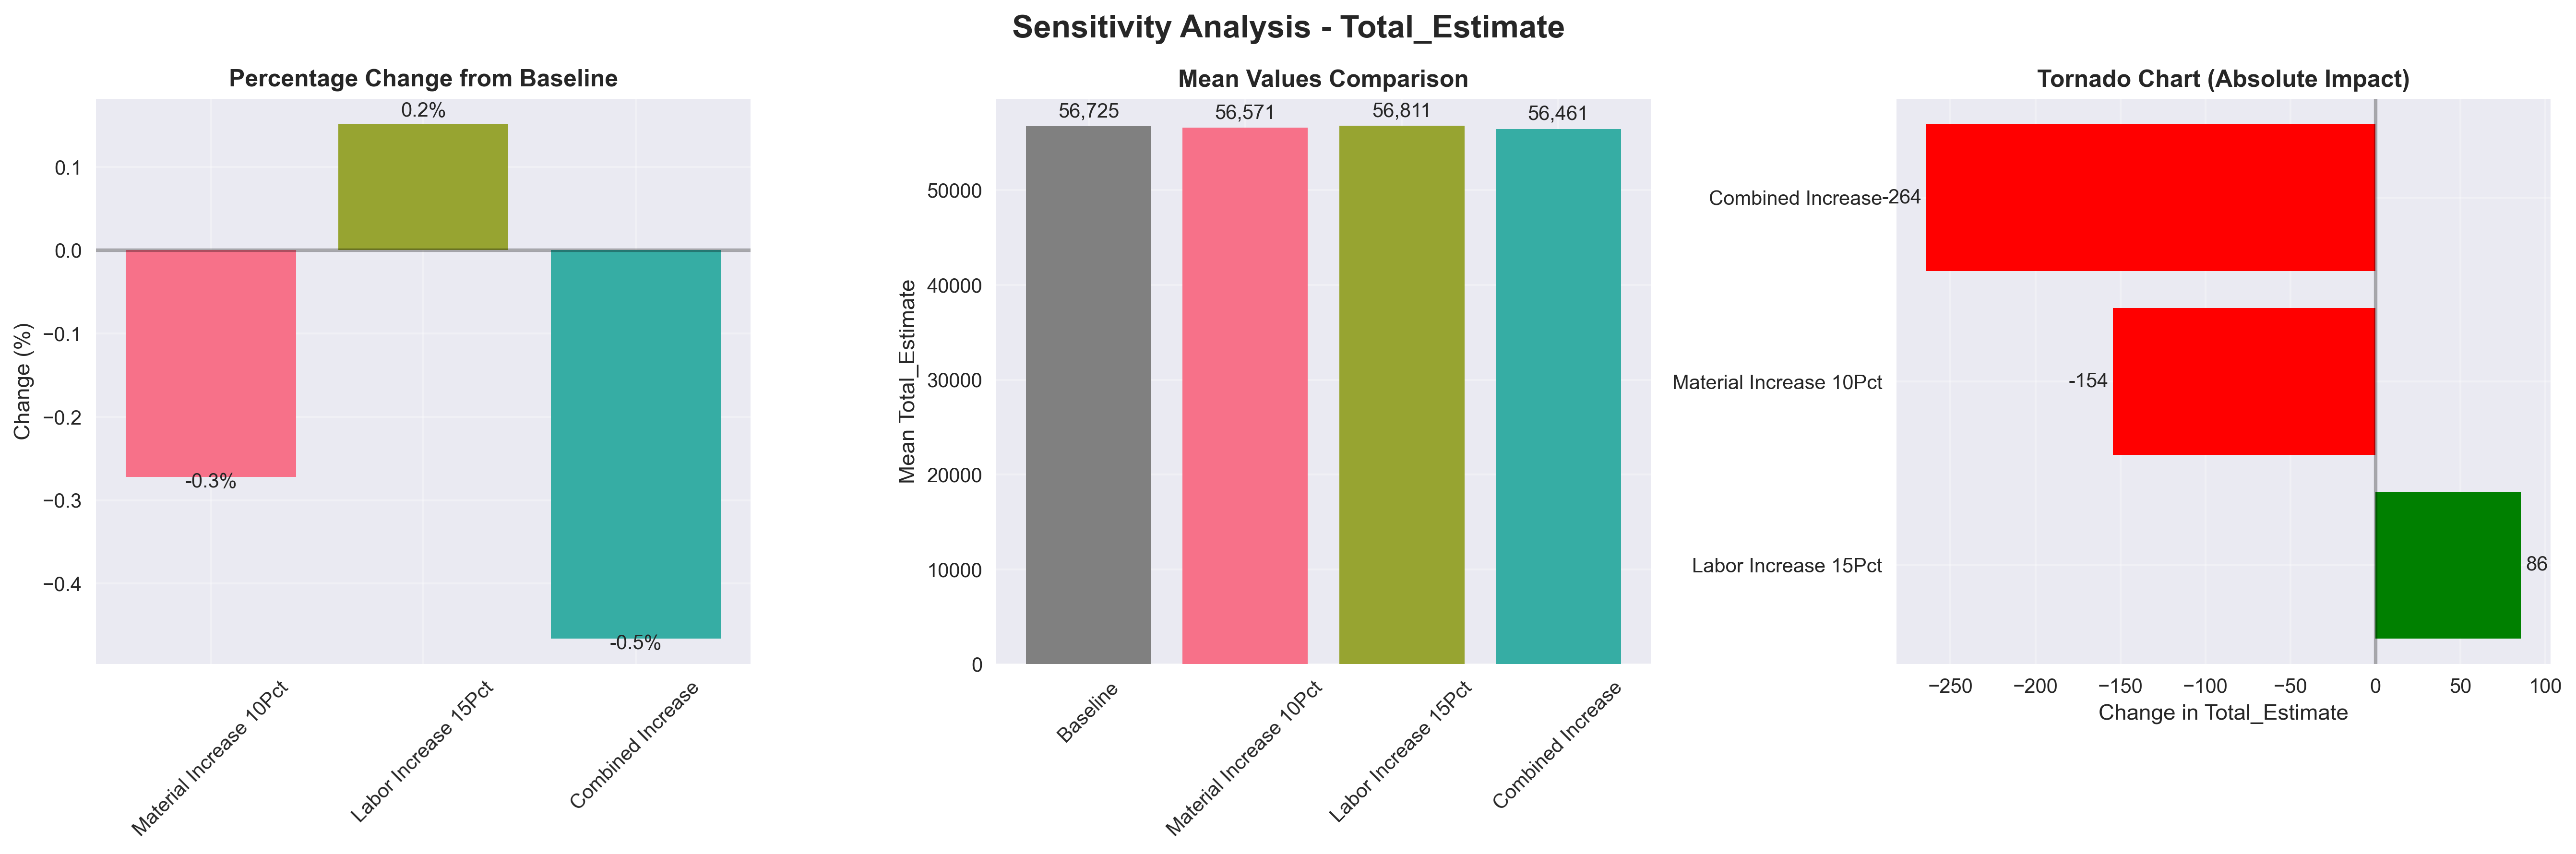 Sensitivity Analysis - Total_Estimate
Percentage Change from Baseline
Change (%)
0.1
0.0
−0.1
−0.2
−0.3
−0.4
-0.3%
0.2%
-0.5%
Material Increase 10Pct
Labor Increase 15Pct
Combined Increase
Mean Values Comparison
Mean Total_Estimate
50000
40000
30000
20000
10000
0
56,725
56,571
56,811
56,461
Baseline
Material Increase 10Pct
Labor Increase 15Pct
Combined Increase
Tornado Chart (Absolute Impact)
Combined Increase
-264
Material Increase 10Pct
-154
Labor Increase 15Pct
86
−250
−200
−150
−100
−50
0
50
100
Change in Total_Estimate